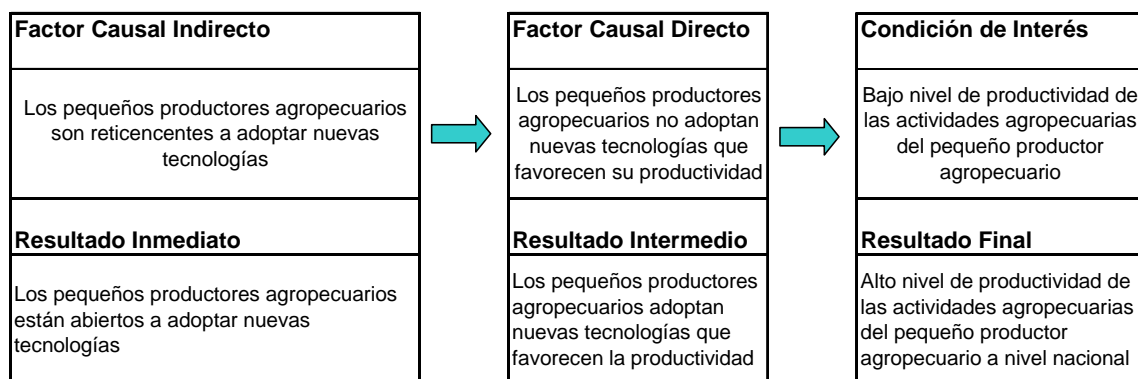 Factor Causal Indirecto
Los pequeños productores agropecuarios
son reticencentes a adoptar nuevas
tecnologías
Resultado Inmediato
Los pequeños productores agropecuarios
están abiertos a adoptar nuevas
tecnologías
Factor Causal Directo
Los pequeños productores
agropecuarios no adoptan
nuevas tecnologías que
favorecen su productividad
Resultado Intermedio
Los pequeños productores
agropecuarios adoptan
nuevas tecnologías que
favorecen la productividad
Condición de Interés
Bajo nivel de productividad de
las actividades agropecuarias
del pequeño productor
agropecuario
Resultado Final
Alto nivel de productividad de
las actividades agropecuarias
del pequeño productor
agropecuario a nivel nacional